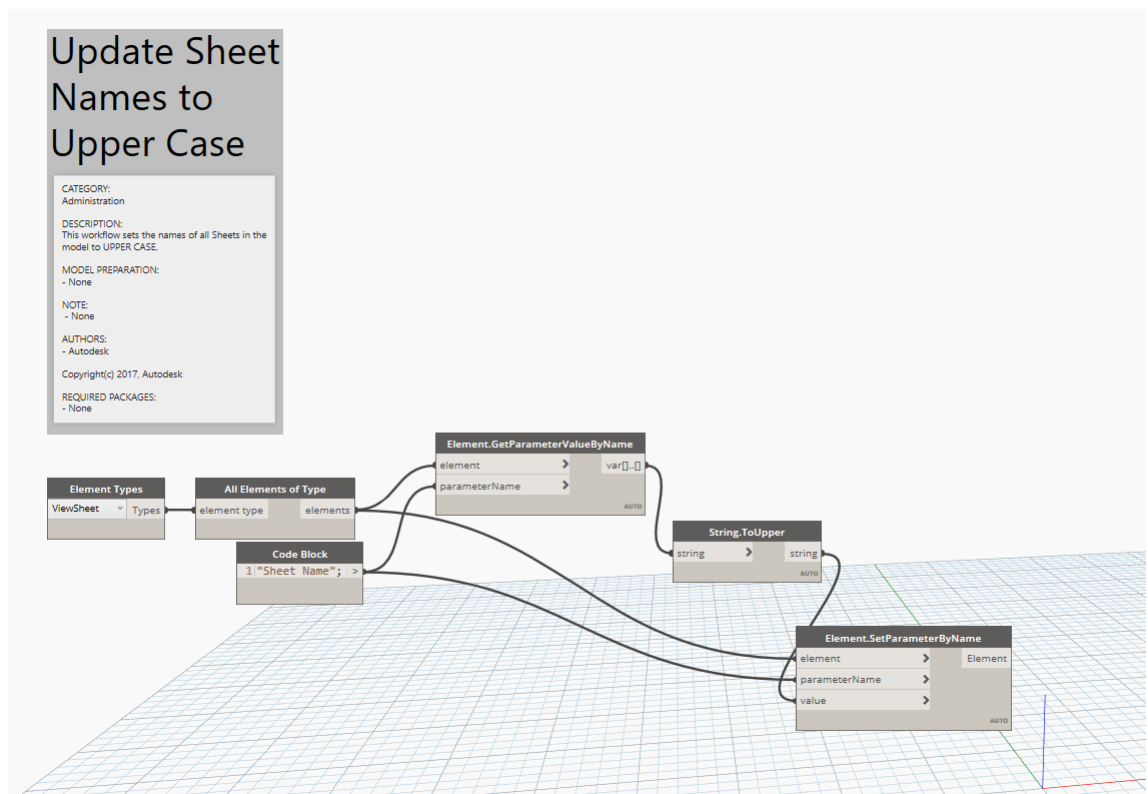 Update Sheet
Names to
Upper Case
CATEGORY:
Administration
DESCRIPTION:
This workflow sets the names of all Sheets in the
model to UPPER CASE.
MODEL PREPARATION:
- None
NOTE:
- None
AUTHORS:
- Autodesk
Copyright(c) 2017, Autodesk
REQUIRED PACKAGES:
- None
Element Types
ViewSheet Types
All Elements of Type
element type elements
Code Block
1 "Sheet Name"; >
Element.GetParameterValueByName
element > var[]..[]
parameterName >
AUTO
String.ToUpper
string > string
AUTO
Element.SetParameterByName
element > Element
parameterName >
value >
AUTO